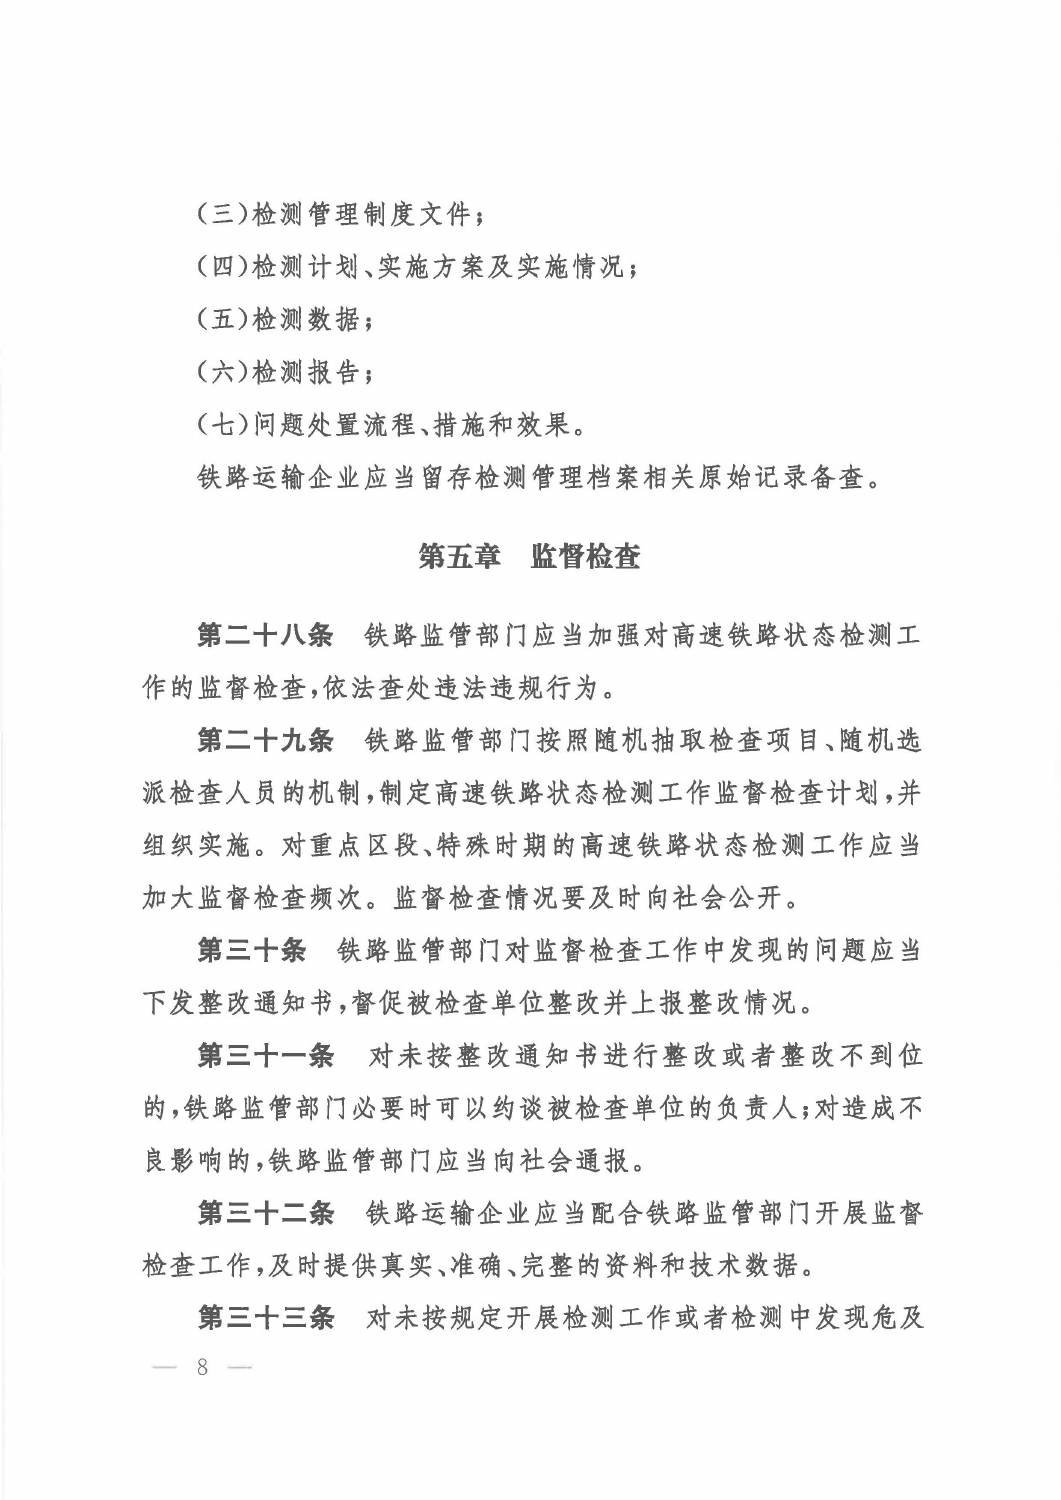 （三）检测管理制度文件；
（四）检测计划、实施方案及实施情况；
（五）检测数据；
（六）检测报告；
（七）问题处置流程、措施和效果。
铁路运输企业应当留存检测管理档案相关原始记录备查。
第五章　监督检查
第二十八条　铁路监管部门应当加强对高速铁路状态检测工
作的监督检查，依法查处违法违规行为。
第二十九条　铁路监管部门按照随机抽取检查项目、随机选
派检查人员的机制，制定高速铁路状态检测工作监督检查计划，并
组织实施。对重点区段、特殊时期的高速铁路状态检测工作应当
加大监督检查频次。监督检查情况要及时向社会公开。
第三十条　铁路监管部门对监督检查工作中发现的问题应当
下发整改通知书，督促被检查单位整改并上报整改情况。
第三十一条　对未按整改通知书进行整改或者整改不到位
的，铁路监管部门必要时可以约谈被检查单位的负责人；对造成不
良影响的，铁路监管部门应当向社会通报。
第三十二条　铁路运输企业应当配合铁路监管部门开展监督
检查工作，及时提供真实、准确、完整的资料和技术数据。
第三十三条　对未按规定开展检测工作或者检测中发现危及
— 8 —